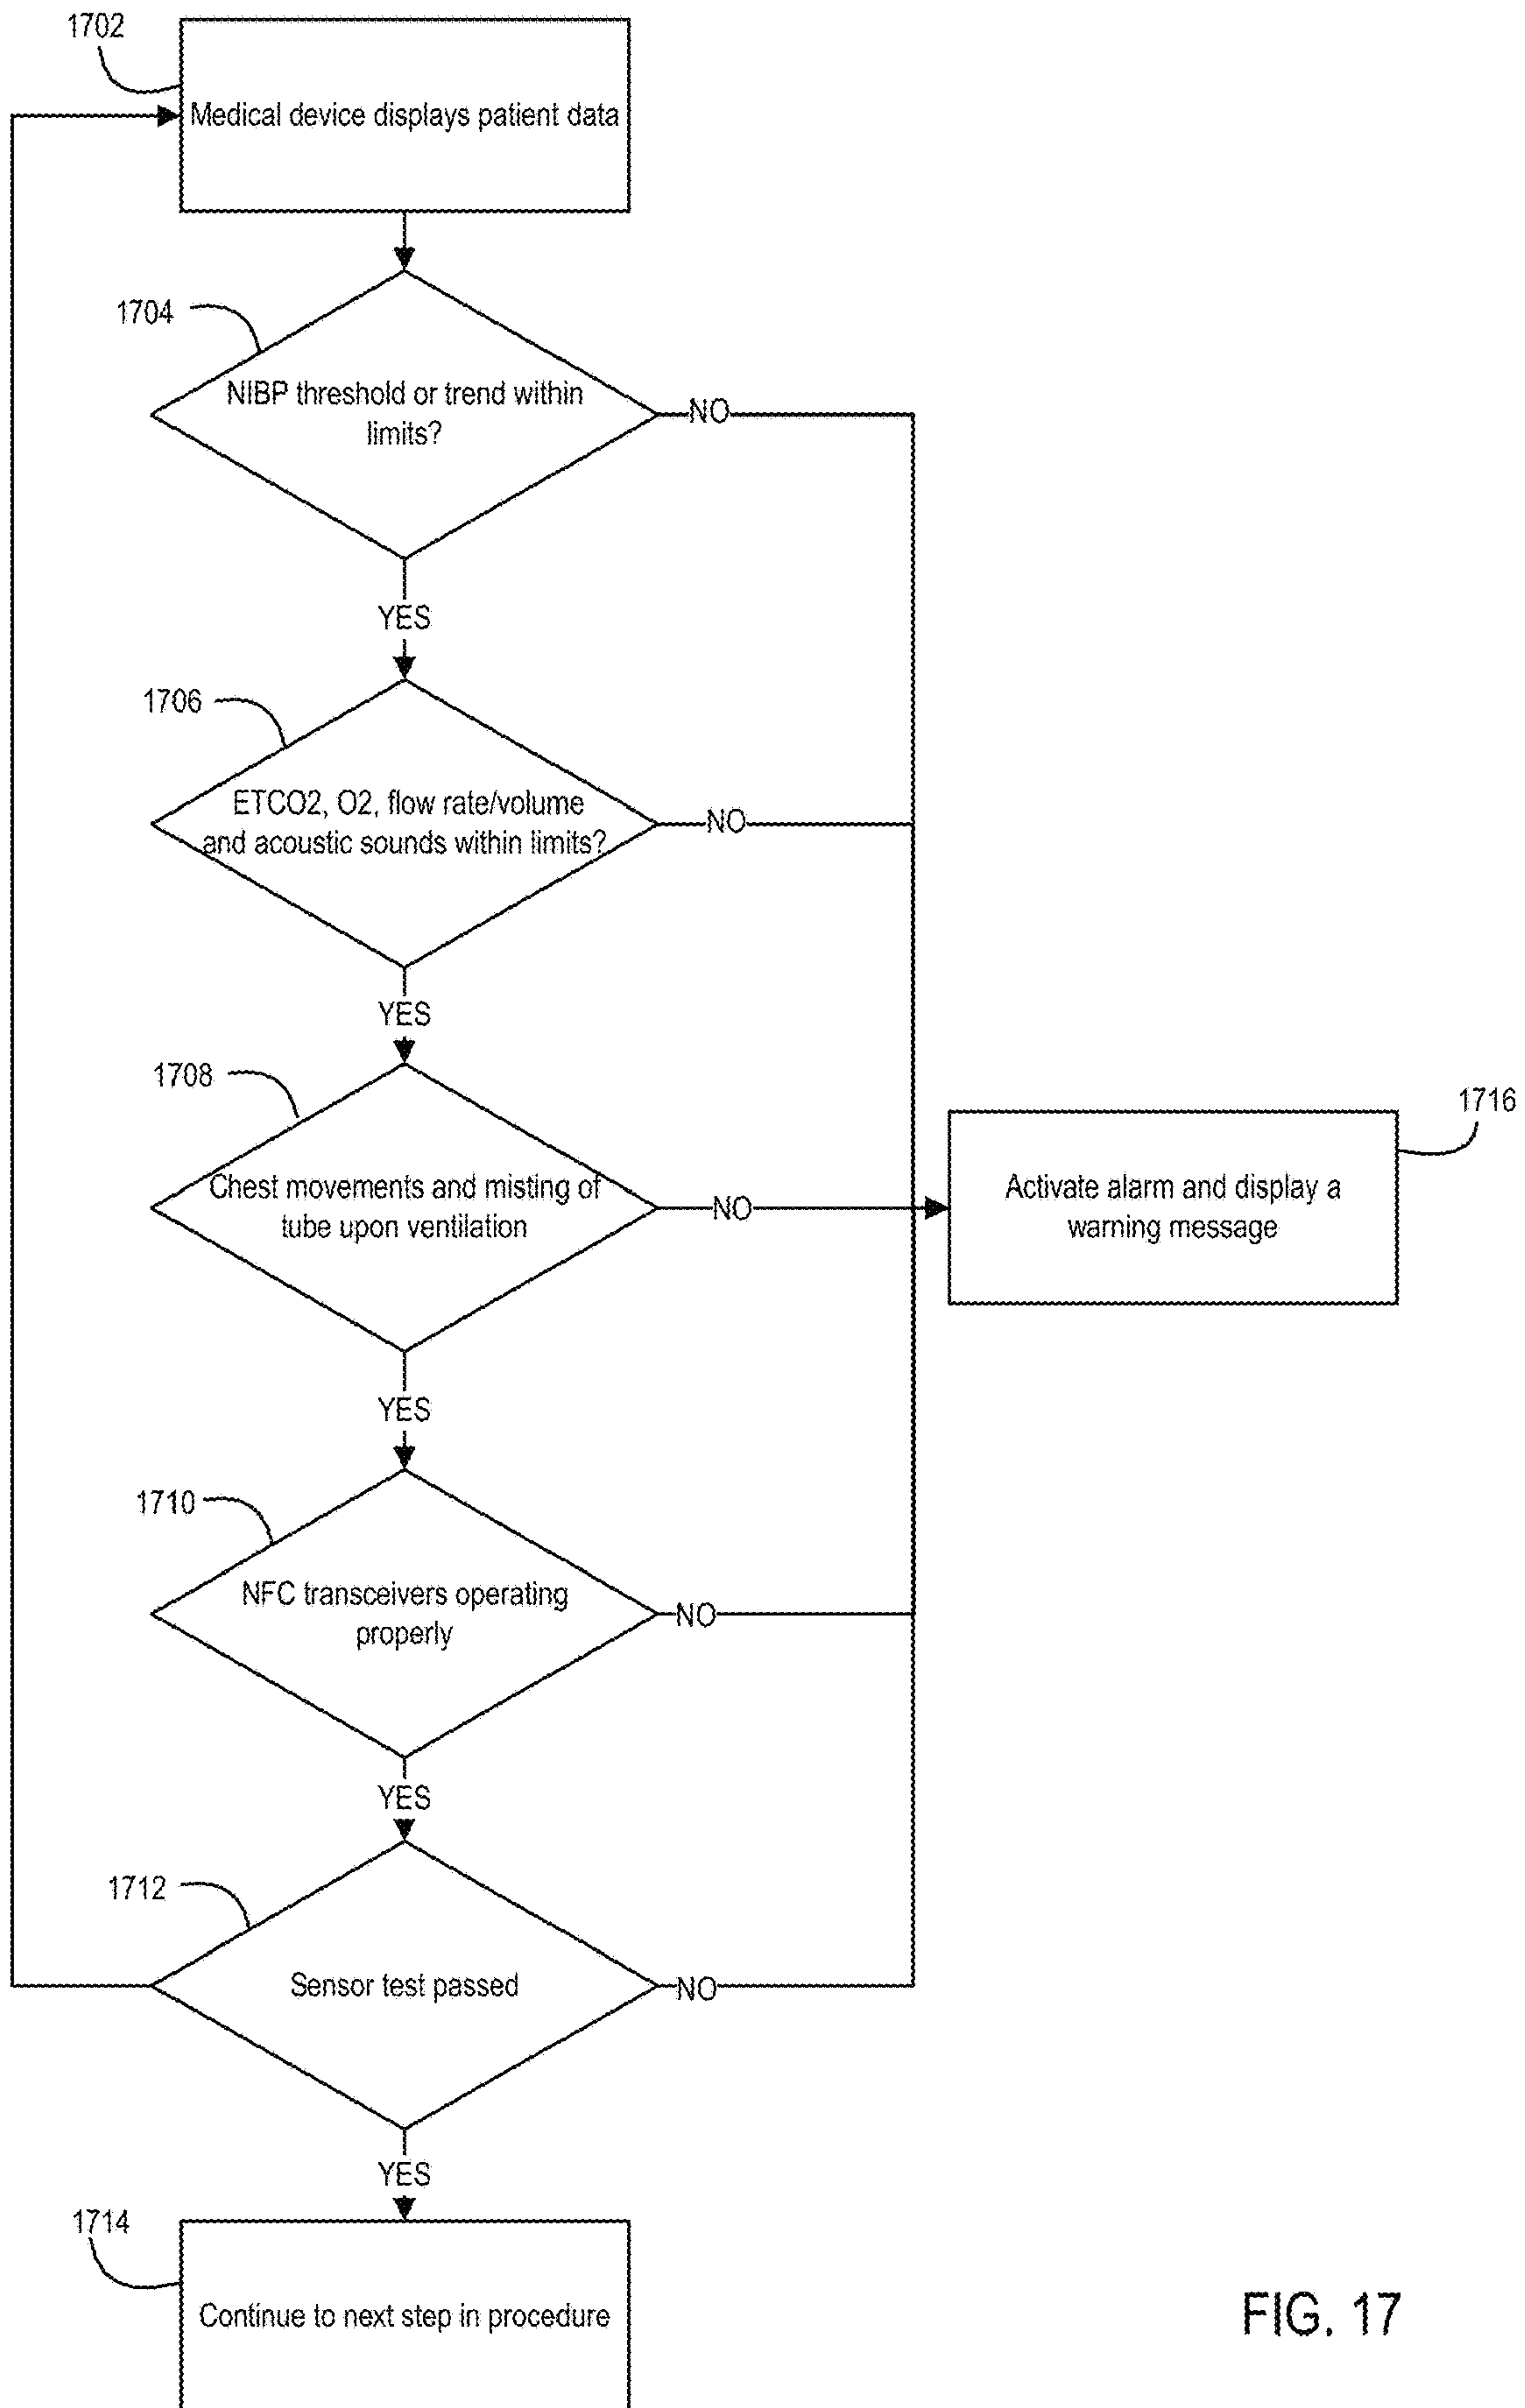 1702
Medical device displays patient data
1704
NIBP threshold or trend within
limits?
NO
YES
1706
ETCO2, O2, flow rate/volume
and acoustic sounds within limits?
NO
YES
1708
Chest movements and misting of
tube upon ventilation
NO
1716
Activate alarm and display a
warning message
YES
1710
NFC transceivers operating
properly
NO
YES
1712
Sensor test passed
NO
YES
1714
Continue to next step in procedure
FIG. 17